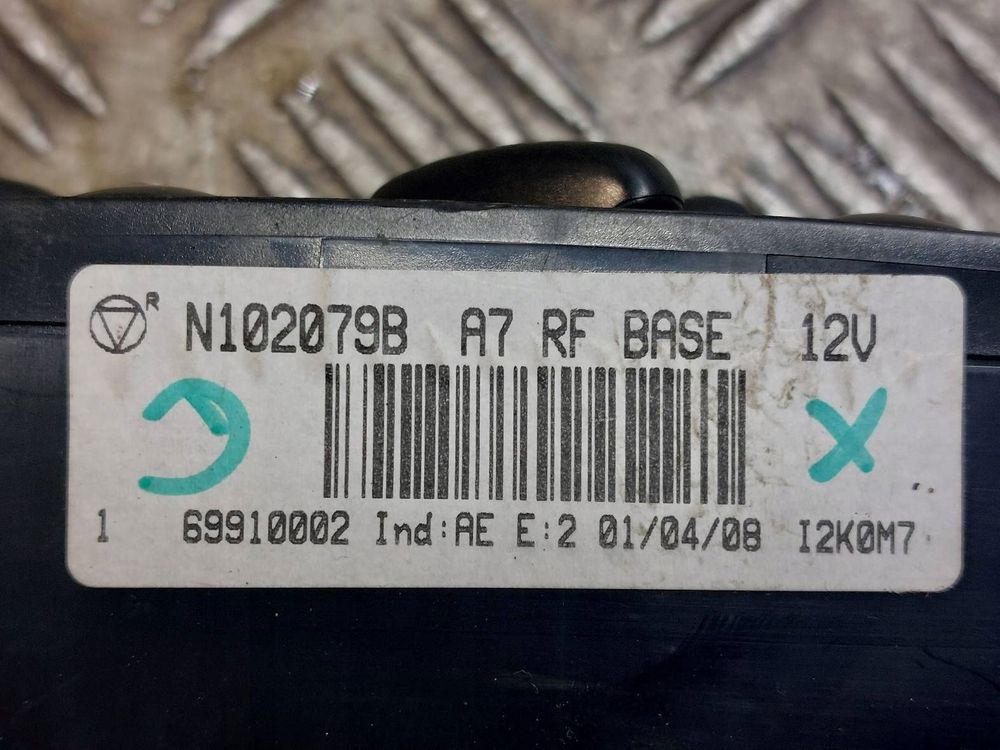 R N102079B A7 RF BASE 12V
1 69910002 Ind:AE E:2 01/04/08 I2K0M7